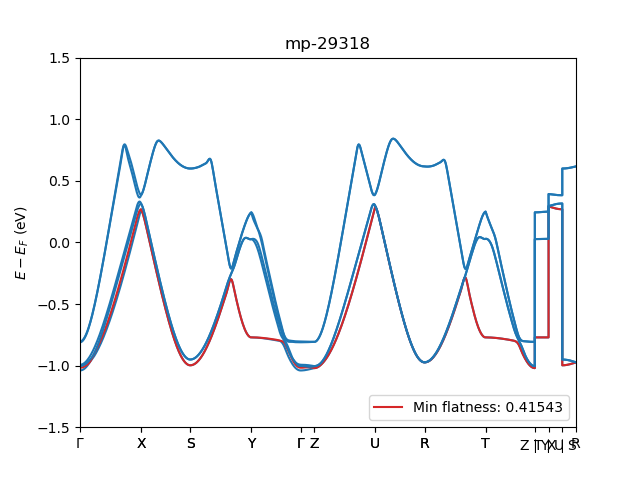 mp-29318
1.5
1.0
0.5
0.0
−0.5
−1.0
−1.5
E − E_F (eV)
Min flatness: 0.41543
Γ X S Y Γ Z U R T Z | T Y | X U | S R